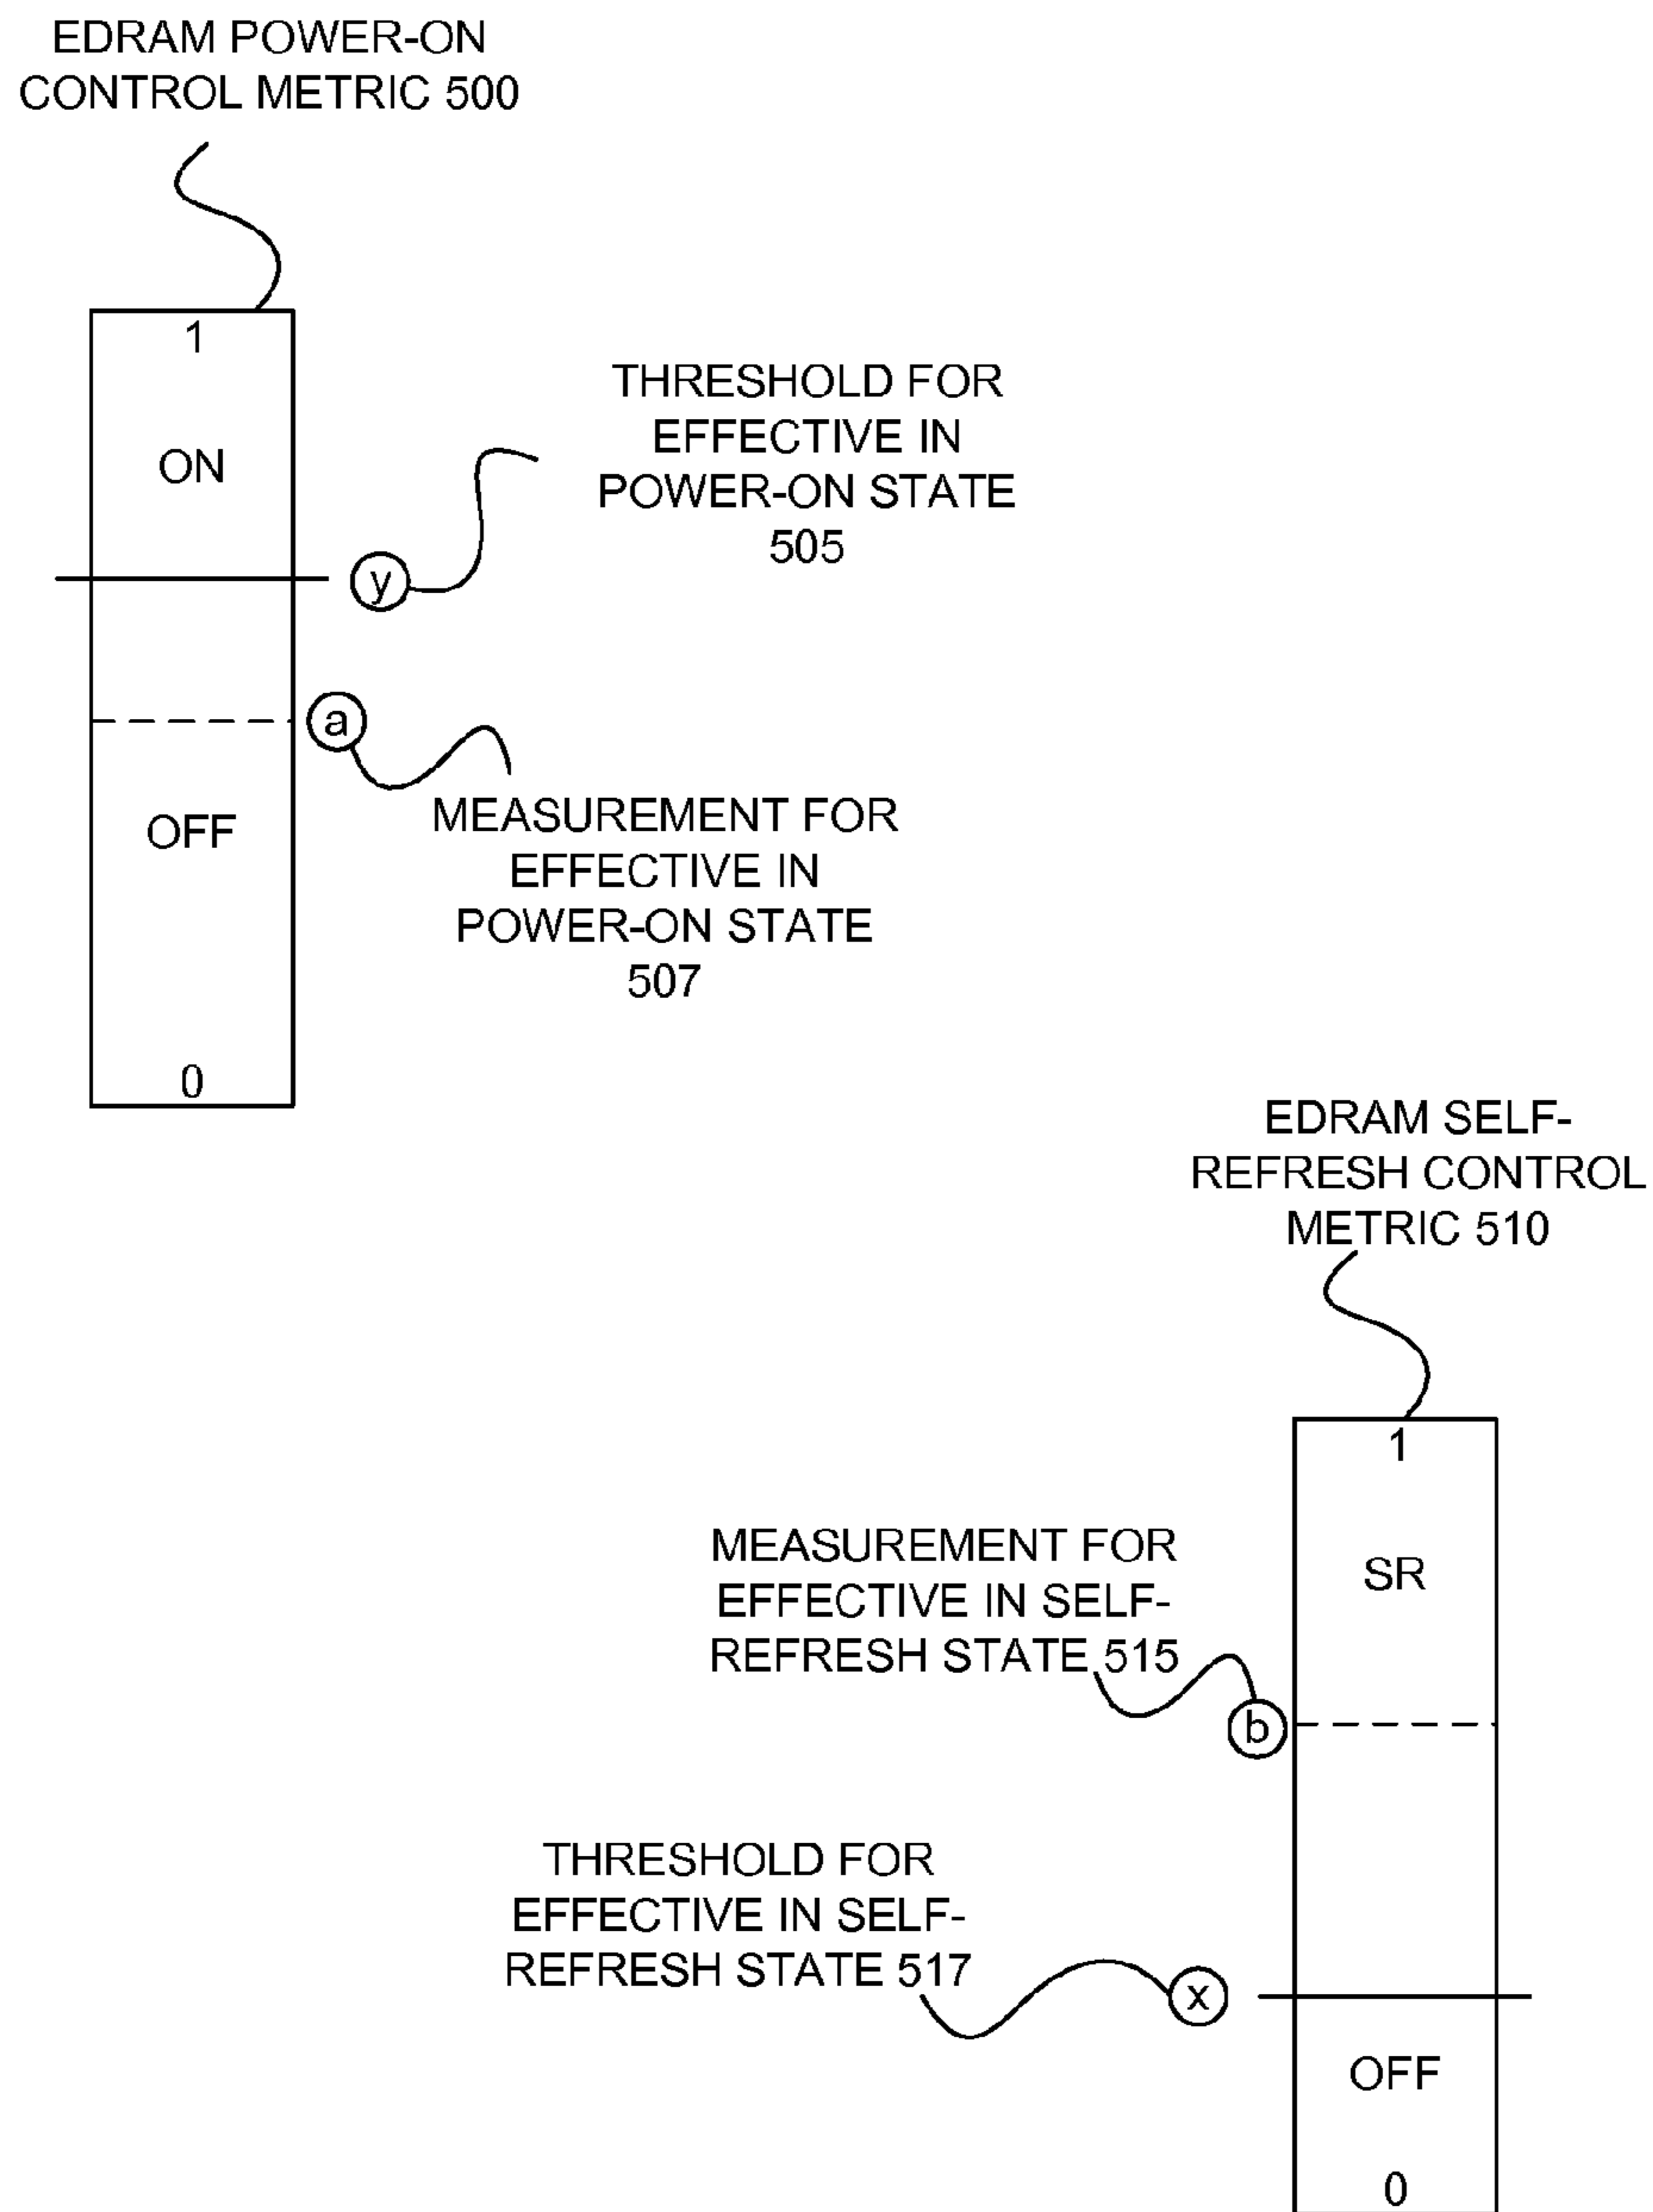 EDRAM POWER-ON
CONTROL METRIC 500
1
ON
THRESHOLD FOR
EFFECTIVE IN
POWER-ON STATE
505
y
a
OFF
MEASUREMENT FOR
EFFECTIVE IN
POWER-ON STATE
507
0
EDRAM SELF-
REFRESH CONTROL
METRIC 510
1
SR
MEASUREMENT FOR
EFFECTIVE IN SELF-
REFRESH STATE 515
b
THRESHOLD FOR
EFFECTIVE IN SELF-
REFRESH STATE 517
x
OFF
0